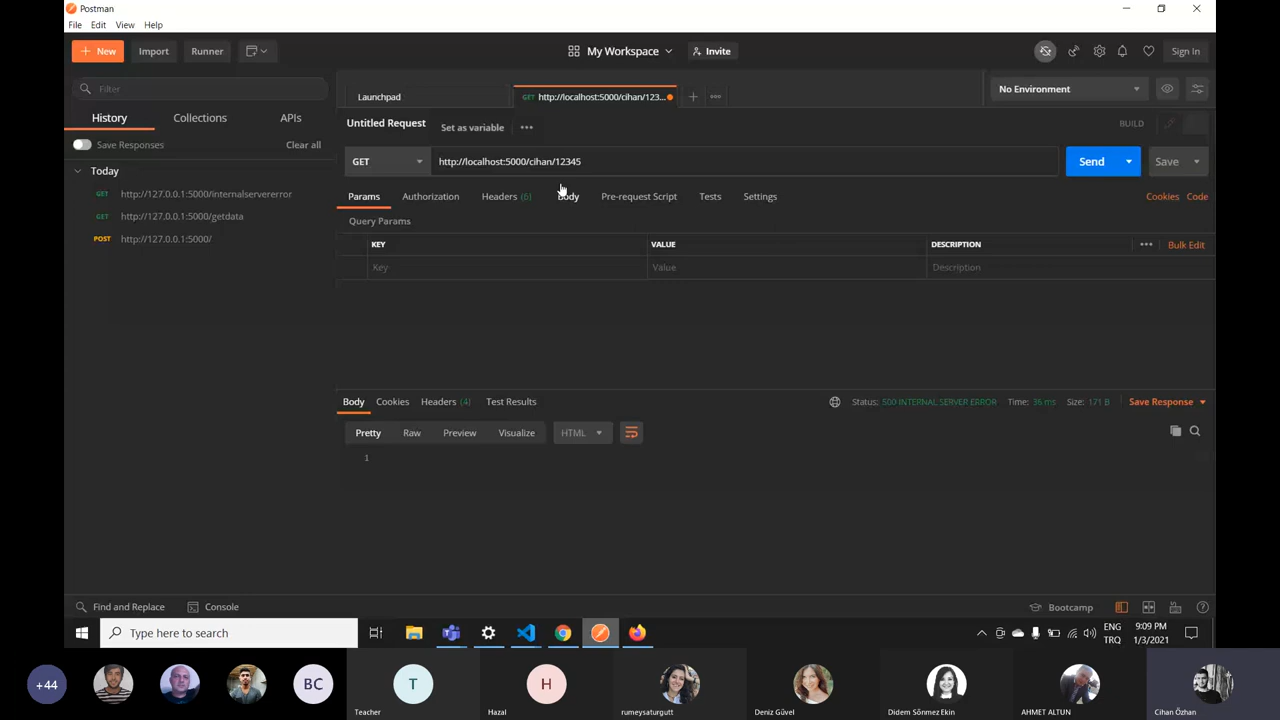 Postman
File Edit View Help
New Import Runner My Workspace Invite Sign In
Filter
Launchpad GET http://localhost:5000/cihan/123... No Environment
History Collections APIs
Untitled Request Set as variable BUILD
Save Responses Clear all
GET http://localhost:5000/cihan/12345 Send Save
Today
GET http://127.0.0.1:5000/internalservererror
GET http://127.0.0.1:5000/getdata
POST http://127.0.0.1:5000/
Params Authorization Headers (6) Body Pre-request Script Tests Settings Cookies Code
Query Params
KEY VALUE DESCRIPTION Bulk Edit
Key Value Description
Body Cookies Headers (4) Test Results Status: 500 INTERNAL SERVER ERROR Time: 36 ms Size: 171 B Save Response
Pretty Raw Preview Visualize HTML
1
Find and Replace Console Bootcamp
Type here to search
ENG
TRQ
9:09 PM
1/3/2021
+44 BC T H
Teacher Hazal rumeysaturgutt Deniz Güvel Didem Sönmez Ekin AHMET ALTUN Cihan Özhan